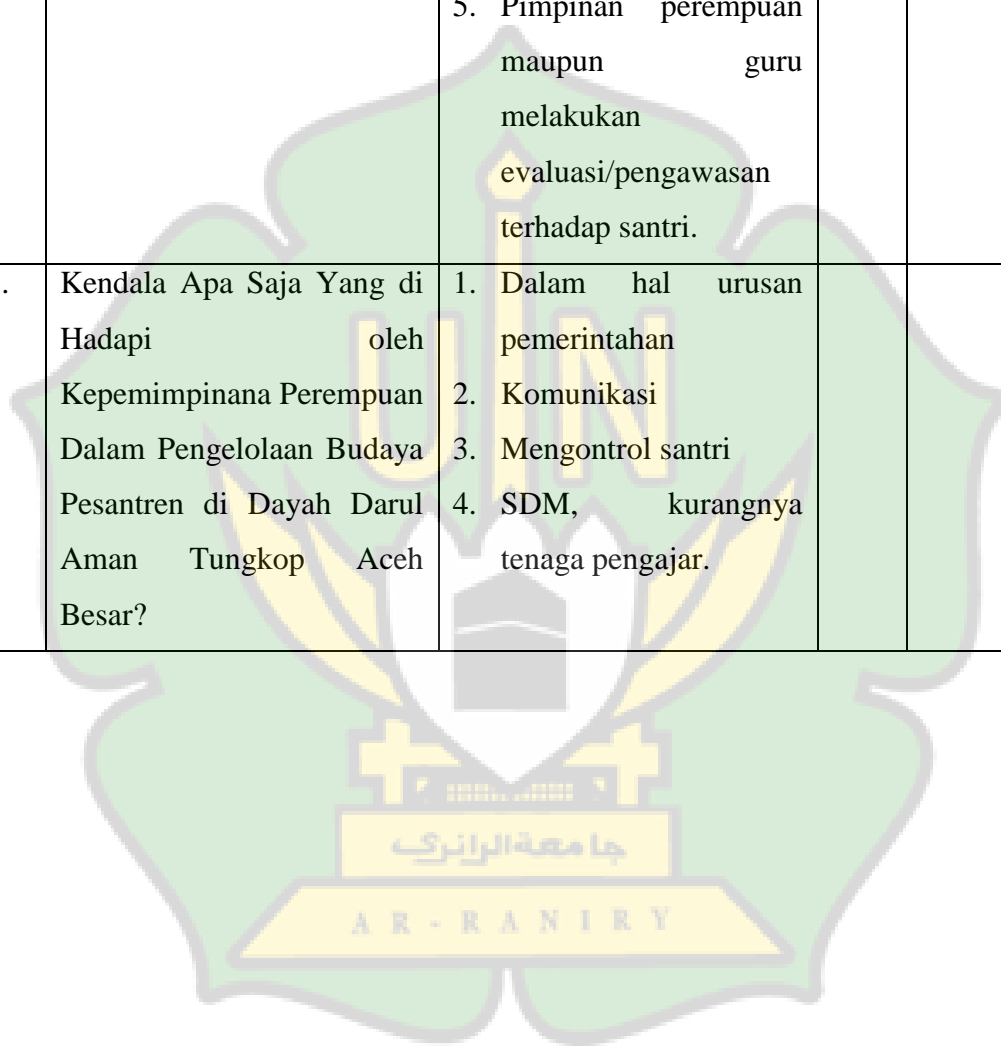 5. Pimpinan perempuan
maupun guru
melakukan
evaluasi/pengawasan
terhadap santri.
.
Kendala Apa Saja Yang di
Hadapi oleh
Kepemimpinana Perempuan
Dalam Pengelolaan Budaya
Pesantren di Dayah Darul
Aman Tungkop Aceh
Besar?
1. Dalam hal urusan
pemerintahan
2. Komunikasi
3. Mengontrol santri
4. SDM, kurangnya
tenaga pengajar.
UIN
جامعة الرانري
AR-RANIRY